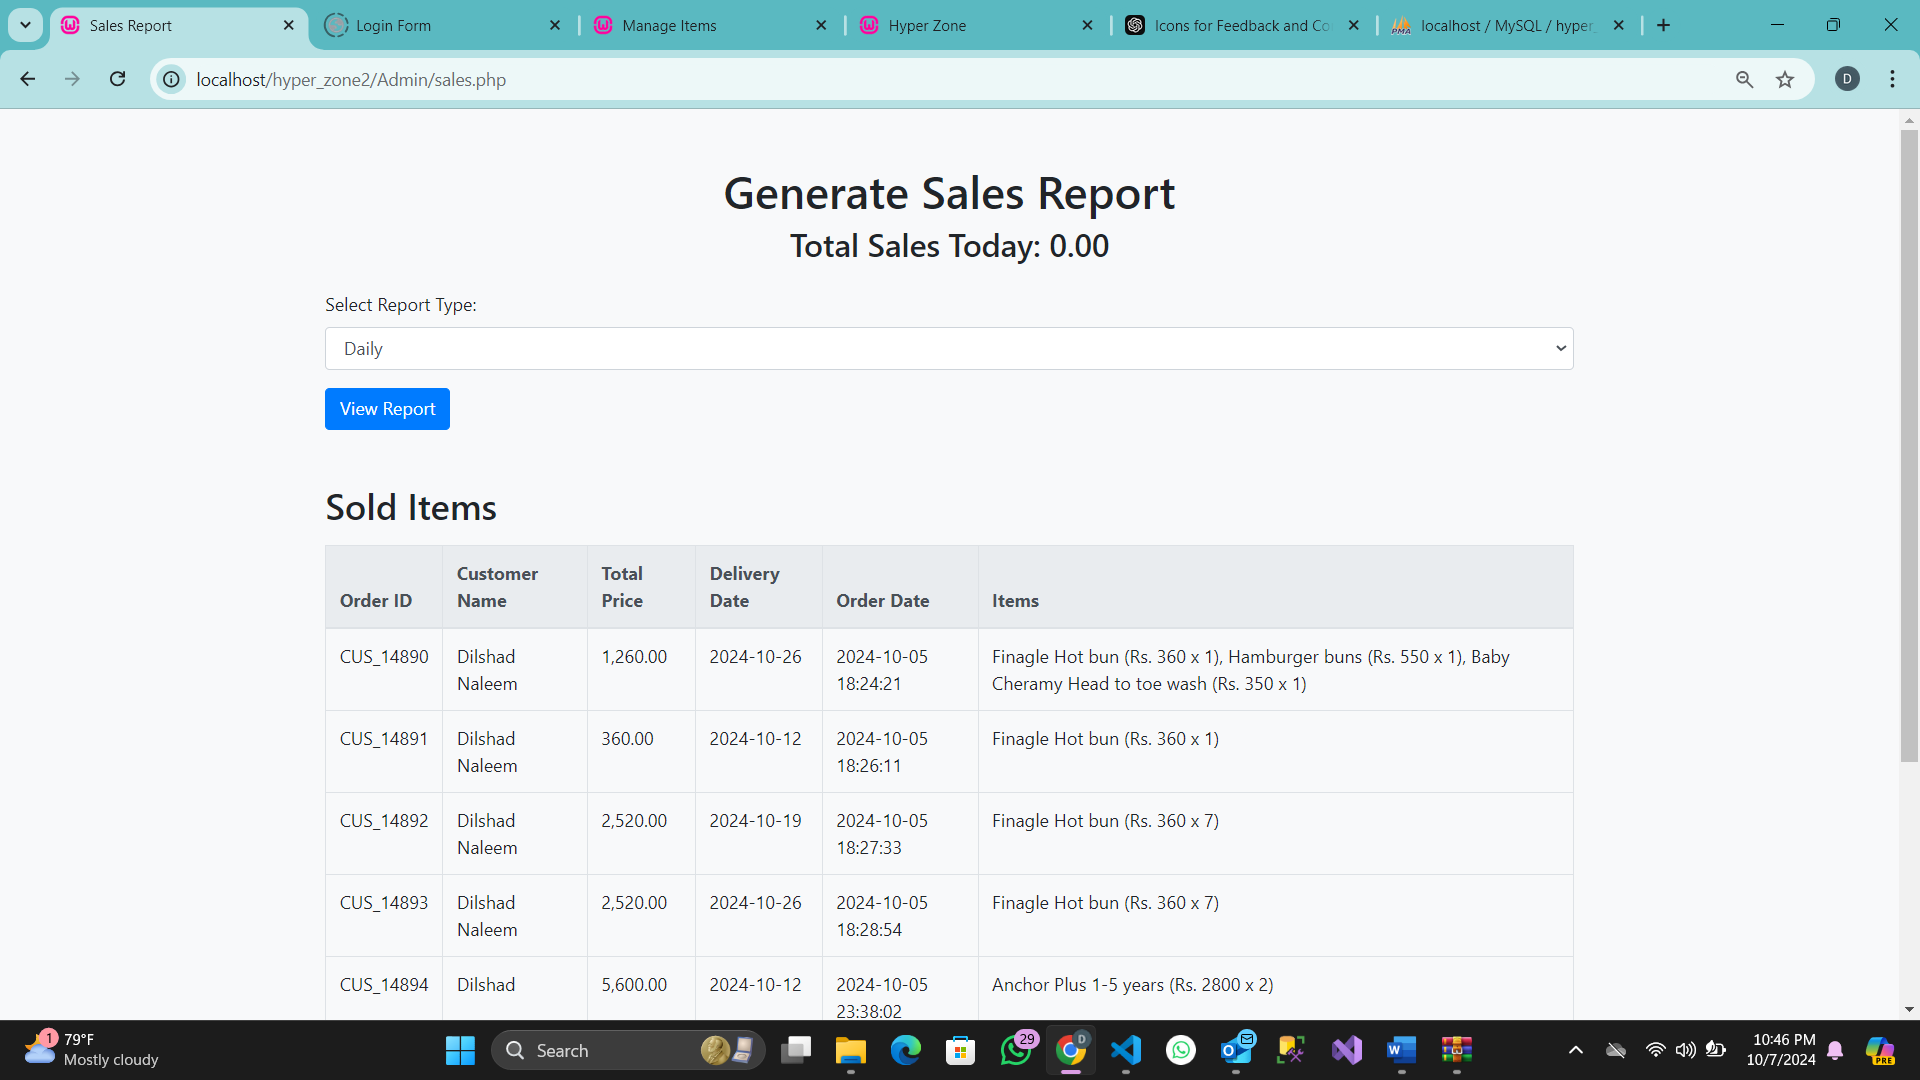 Sales Report
Login Form
Manage Items
Hyper Zone
Icons for Feedback and Co
localhost / MySQL / hyper_
localhost/hyper_zone2/Admin/sales.php
D
Generate Sales Report
Total Sales Today: 0.00
Select Report Type:
Daily
View Report
Sold Items
Order ID Customer Name Total Price Delivery Date Order Date Items
CUS_14890 Dilshad Naleem 1,260.00 2024-10-26 2024-10-05 18:24:21 Finagle Hot bun (Rs. 360 x 1), Hamburger buns (Rs. 550 x 1), Baby Cheramy Head to toe wash (Rs. 350 x 1)
CUS_14891 Dilshad Naleem 360.00 2024-10-12 2024-10-05 18:26:11 Finagle Hot bun (Rs. 360 x 1)
CUS_14892 Dilshad Naleem 2,520.00 2024-10-19 2024-10-05 18:27:33 Finagle Hot bun (Rs. 360 x 7)
CUS_14893 Dilshad Naleem 2,520.00 2024-10-26 2024-10-05 18:28:54 Finagle Hot bun (Rs. 360 x 7)
CUS_14894 Dilshad 5,600.00 2024-10-12 2024-10-05 23:38:02 Anchor Plus 1-5 years (Rs. 2800 x 2)
1
79°F
Mostly cloudy
Search
29
D
10:46 PM
10/7/2024
PRE